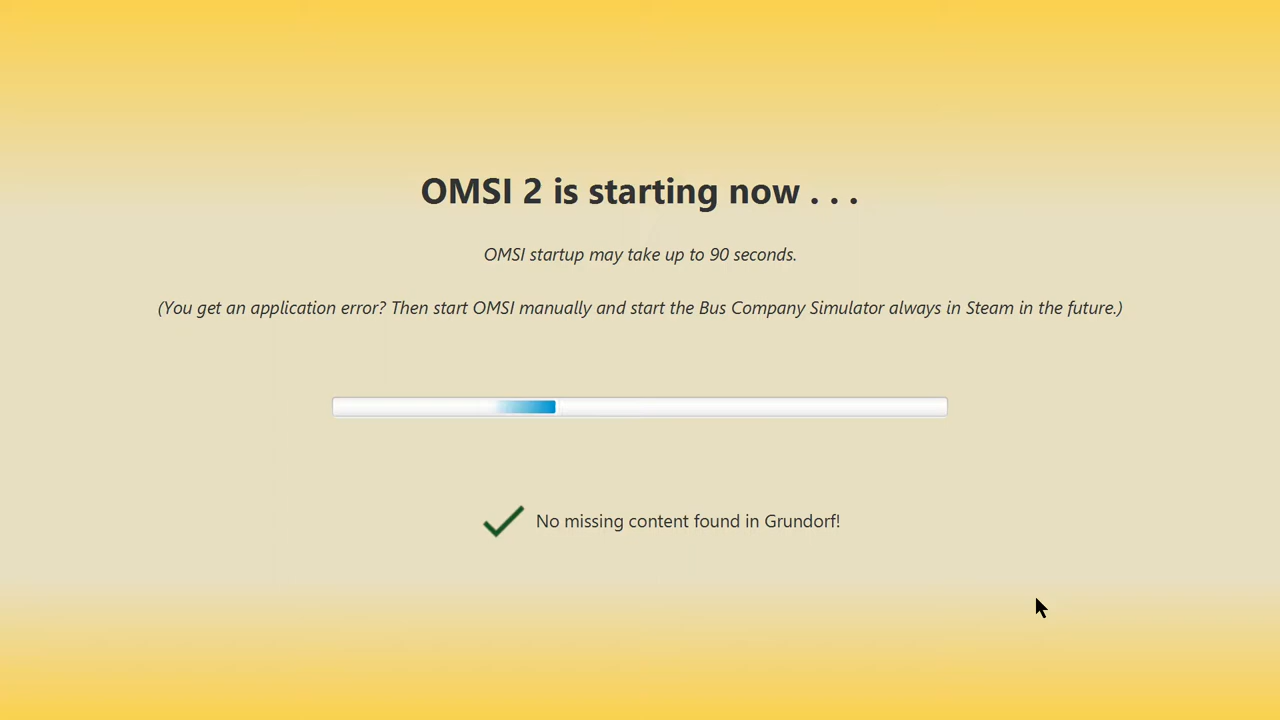 OMSI 2 is starting now . . .
OMSI startup may take up to 90 seconds.
(You get an application error? Then start OMSI manually and start the Bus Company Simulator always in Steam in the future.)
No missing content found in Grundorf!